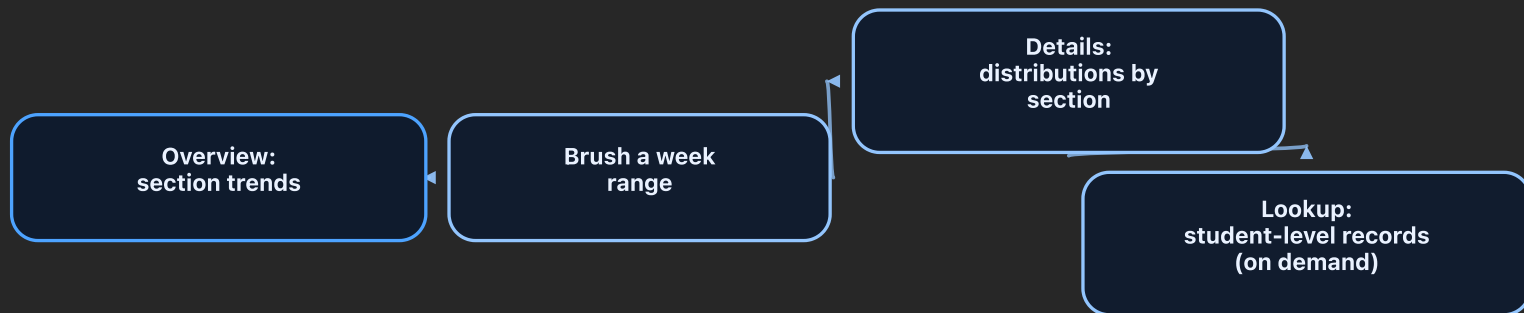 Overview:
section trends
Brush a week
range
Details:
distributions by
section
Lookup:
student-level records
(on demand)